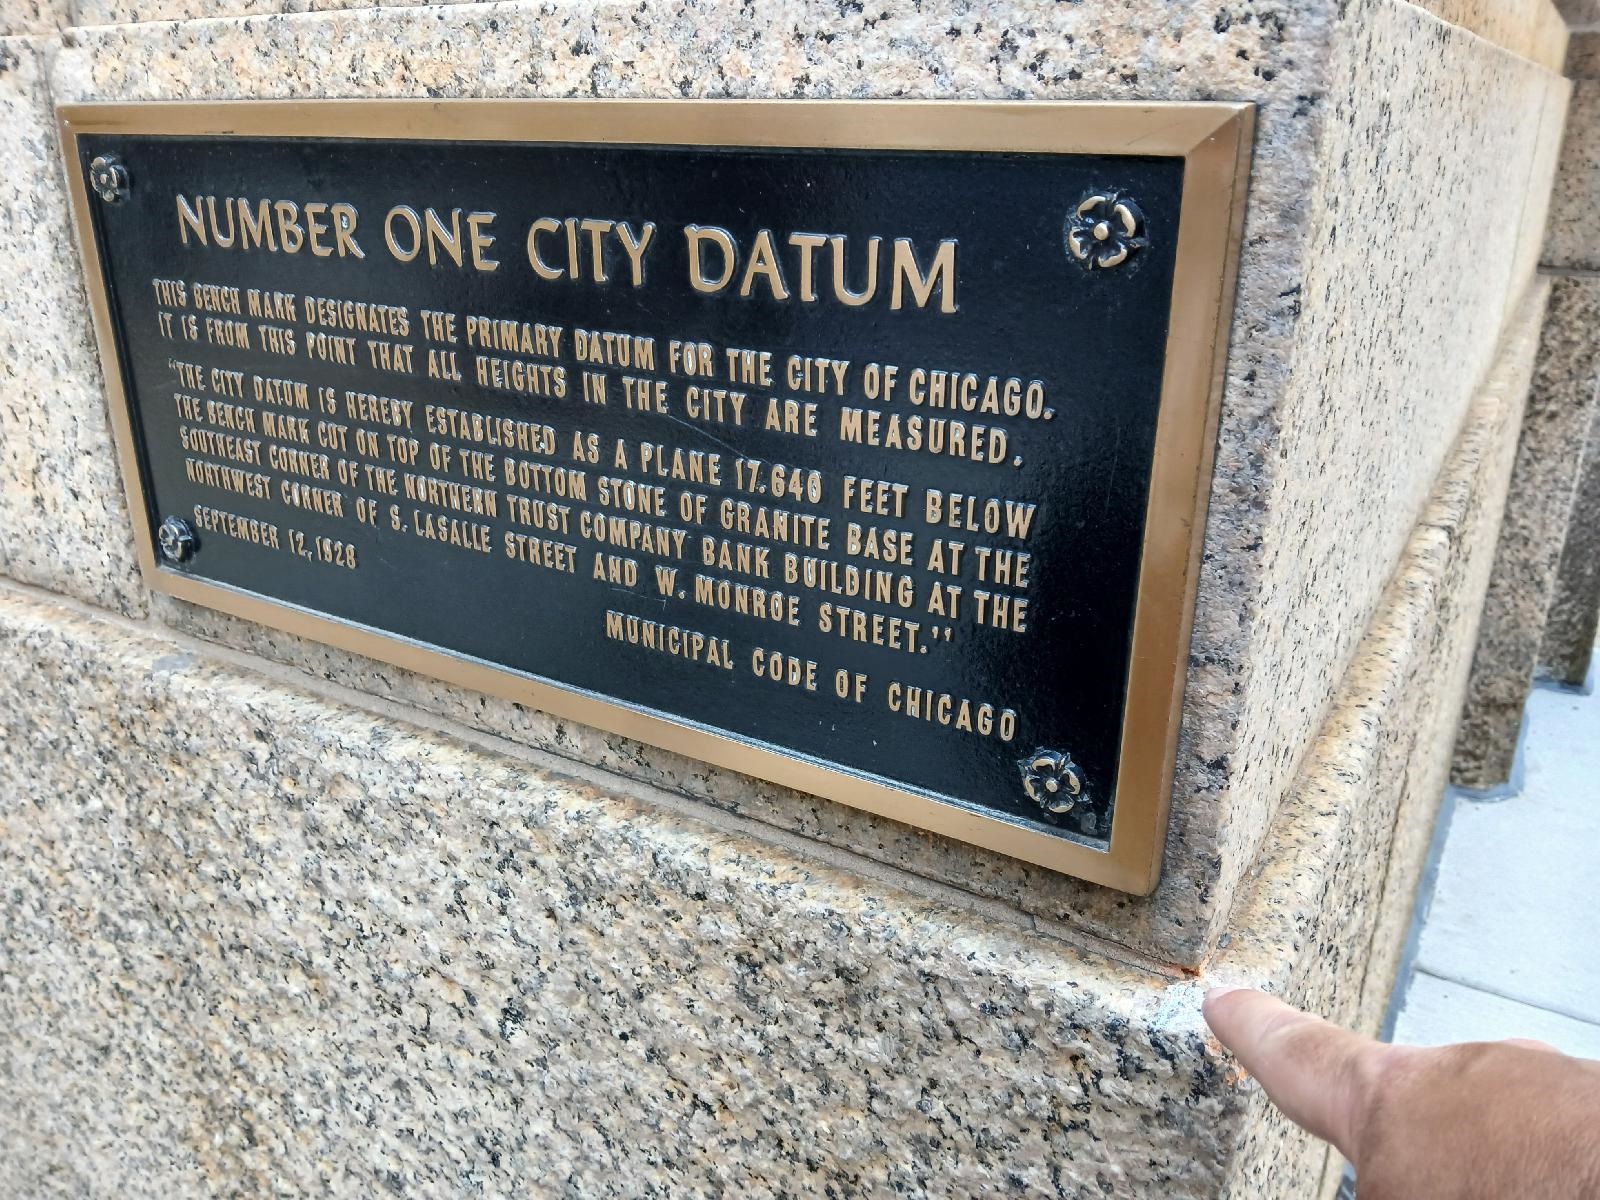 NUMBER ONE CITY DATUM
THIS BENCH MARK DESIGNATES THE PRIMARY DATUM FOR THE CITY OF CHICAGO.
IT IS FROM THIS POINT THAT ALL HEIGHTS IN THE CITY ARE MEASURED.
"THE CITY DATUM IS HEREBY ESTABLISHED AS A PLANE 17.640 FEET BELOW
THE BENCH MARK CUT ON TOP OF THE BOTTOM STONE OF GRANITE BASE AT THE
SOUTHEAST CORNER OF THE NORTHERN TRUST COMPANY BANK BUILDING AT THE
NORTHWEST CORNER OF S. LASALLE STREET AND W. MONROE STREET."
SEPTEMBER 12, 1928
MUNICIPAL CODE OF CHICAGO